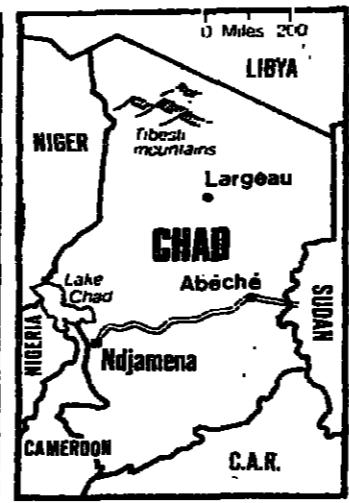 0 Miles 200
LIBYA
NIGER
Tibesti
mountains
Largeau
CHAD
Lake
Chad
Abéché
SUDAN
NIGERIA
Ndjamena
CAMEROON
C.A.R.